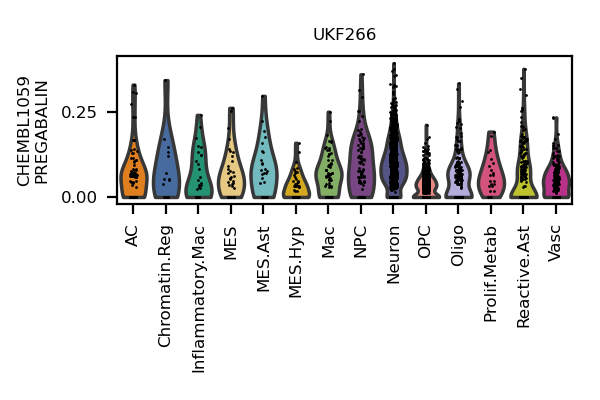 UKF266
CHEMBL1059
PREGABALIN
0.25
0.00
AC
Chromatin.Reg
Inflammatory.Mac
MES
MES.Ast
MES.Hyp
Mac
NPC
Neuron
OPC
Oligo
Prolif.Metab
Reactive.Ast
Vasc